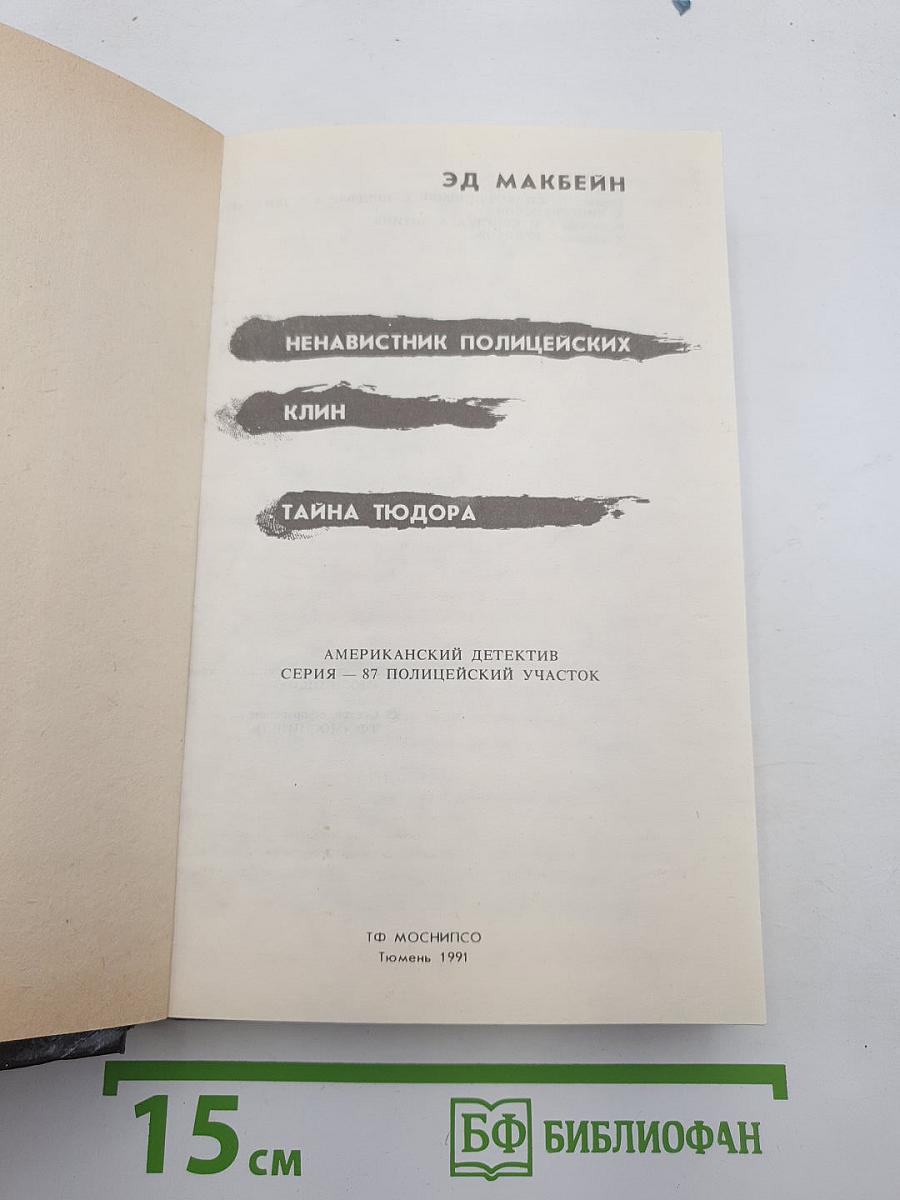 ЭД МАКБЕЙН
НЕНАВИСТНИК ПОЛИЦЕЙСКИХ
КЛИН
ТАЙНА ТЮДОРА
АМЕРИКАНСКИЙ ДЕТЕКТИВ
СЕРИЯ — 87 ПОЛИЦЕЙСКИЙ УЧАСТОК
ТФ МОСНИПСО
Тюмень 1991
15 см
БФ БИБЛИОФАН